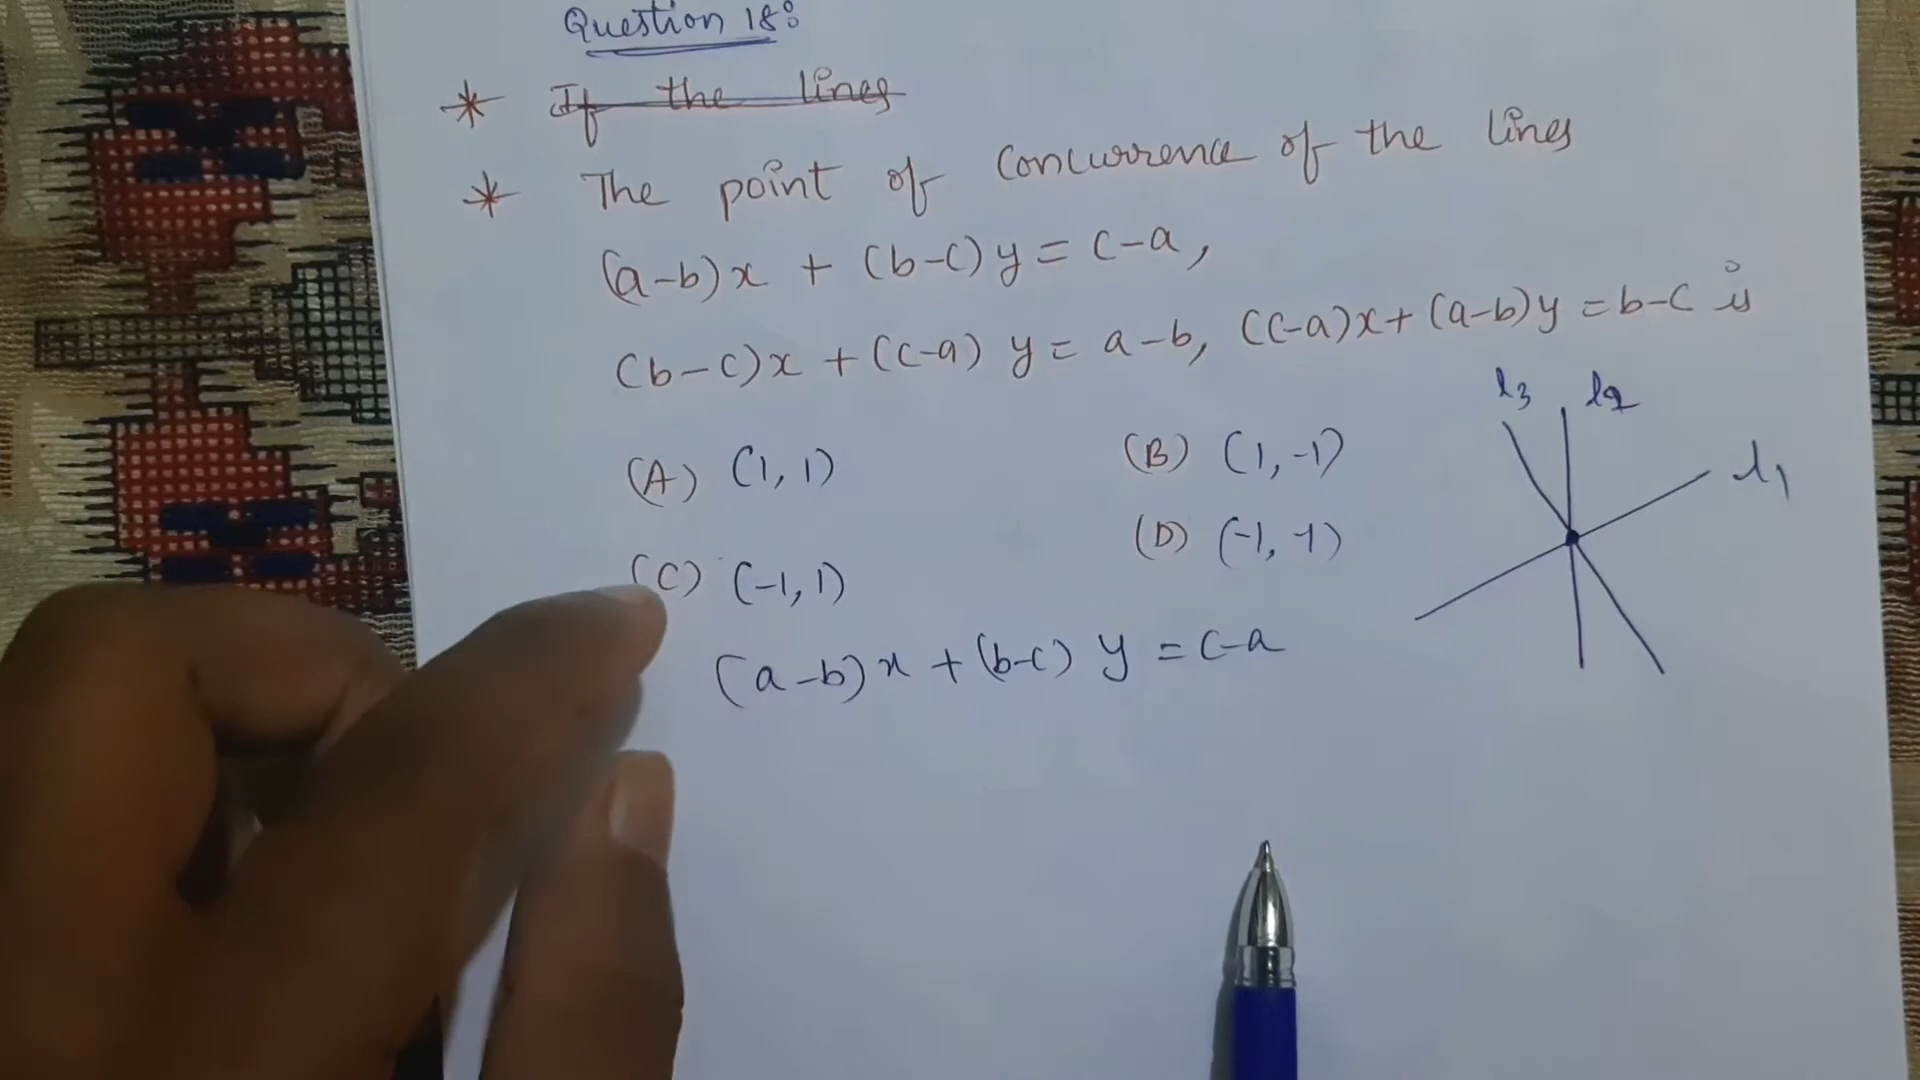 Question 18:
* If the lines
* The point of concurrence of the lines
(a-b)x + (b-c)y = c-a,
(b-c)x + (c-a) y = a-b, (c-a)x + (a-b)y = b-c is
l3 l2
l1
(A) (1, 1) (B) (1, -1)
(C) (-1, 1) (D) (-1, -1)
(a-b)x + (b-c) y = c-a